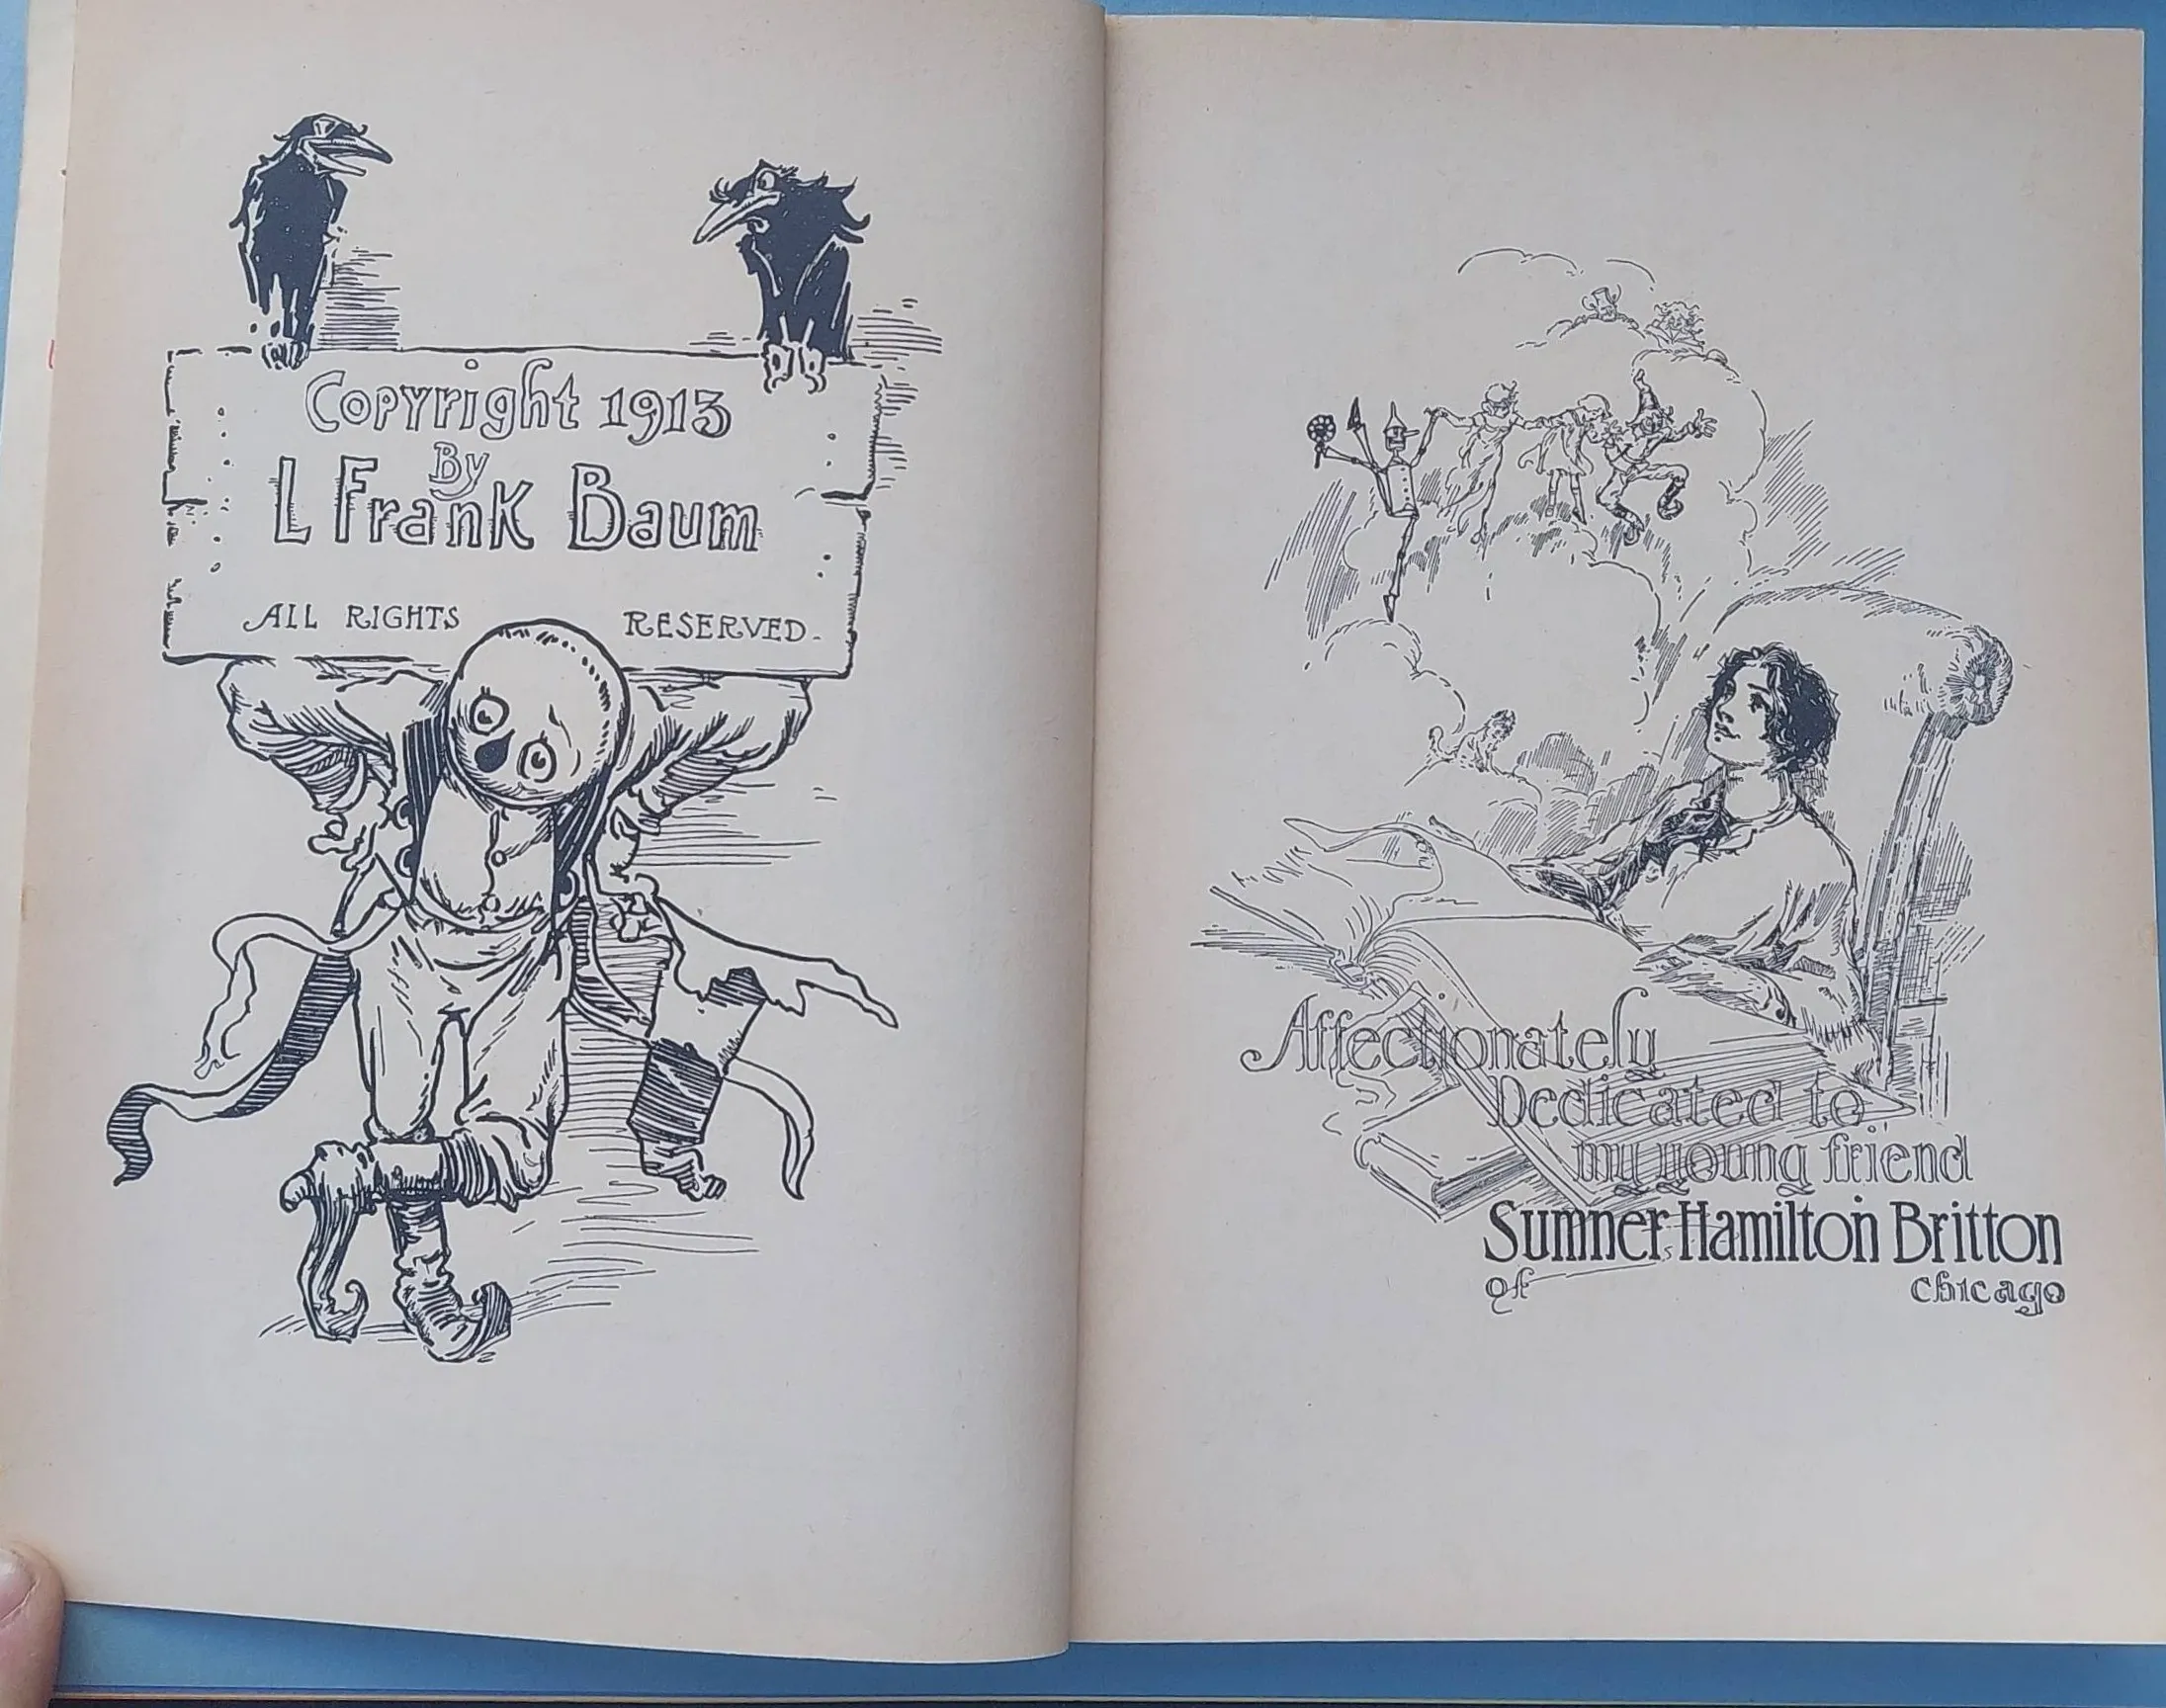 Copyright 1913
By
L Frank Baum
ALL RIGHTS RESERVED.
Affectionately
Dedicated to
my young friend
Sumner Hamilton Britton
of Chicago